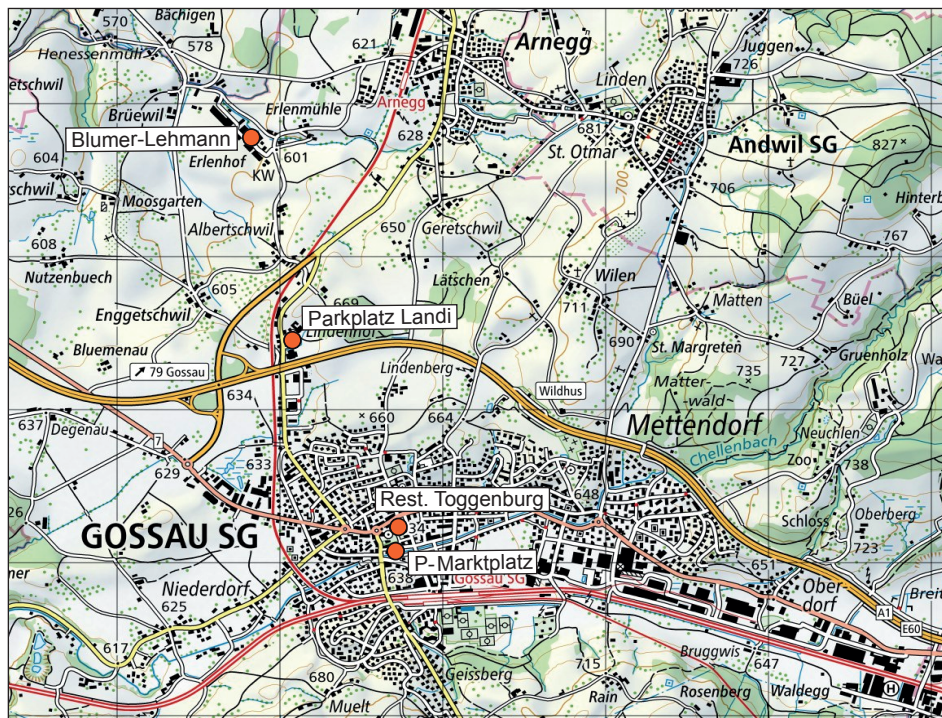 Bächigen
570
578
Henessenmüli
621
Arnegg
Juggen
726
Linden
etschwil
Brüewil
Erlenmühle
Arnegg
Blumer-Lehmann
628
681
Andwil SG
827
604
Erlenhof
601
St. Otmar
KW
schwil
Moosgarten
700
706
Hinterb
608
Albertschwil
650
Geretschwil
767
Nutzenbuech
605
Lätschen
Wilen
669
711
Matten
Büel
Enggetschwil
Parkplatz Landi
Lindenhof
Bluemenau
690
St. Margreten
727
Gruenholz
79 Gossau
Lindenberg
735
634
Wildhus
Matter-
wald
637
Degenau
660
664
Mettendorf
Neuchlen
7
Chellenbach
629
633
Zoo
738
Rest. Toggenburg
648
26
34
Schloss
Oberberg
GOSSAU SG
723
P-Marktplatz
638
Gossau SG
651
Ober
dorf
ner
Niederdorf
625
A1
Breit
E60
617
Bruggwis
647
715
680
Geissberg
Rain
Rosenberg
Waldegg
H
Muelt